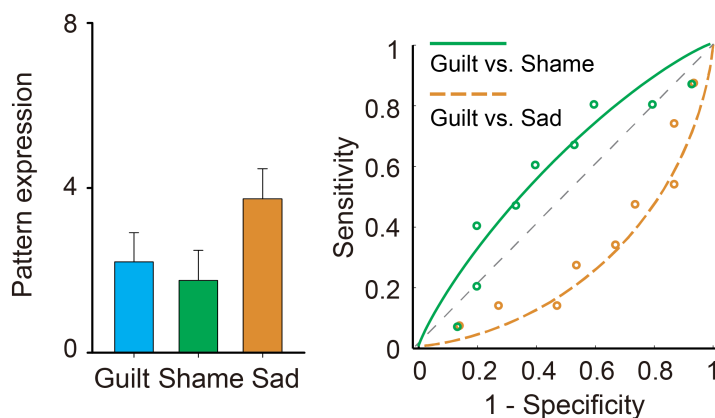 8
4
0
Pattern expression
Guilt Shame Sad
1
0.8
0.6
0.4
0.2
0
Sensitivity
Guilt vs. Shame
Guilt vs. Sad
0 0.2 0.4 0.6 0.8 1
1 - Specificity